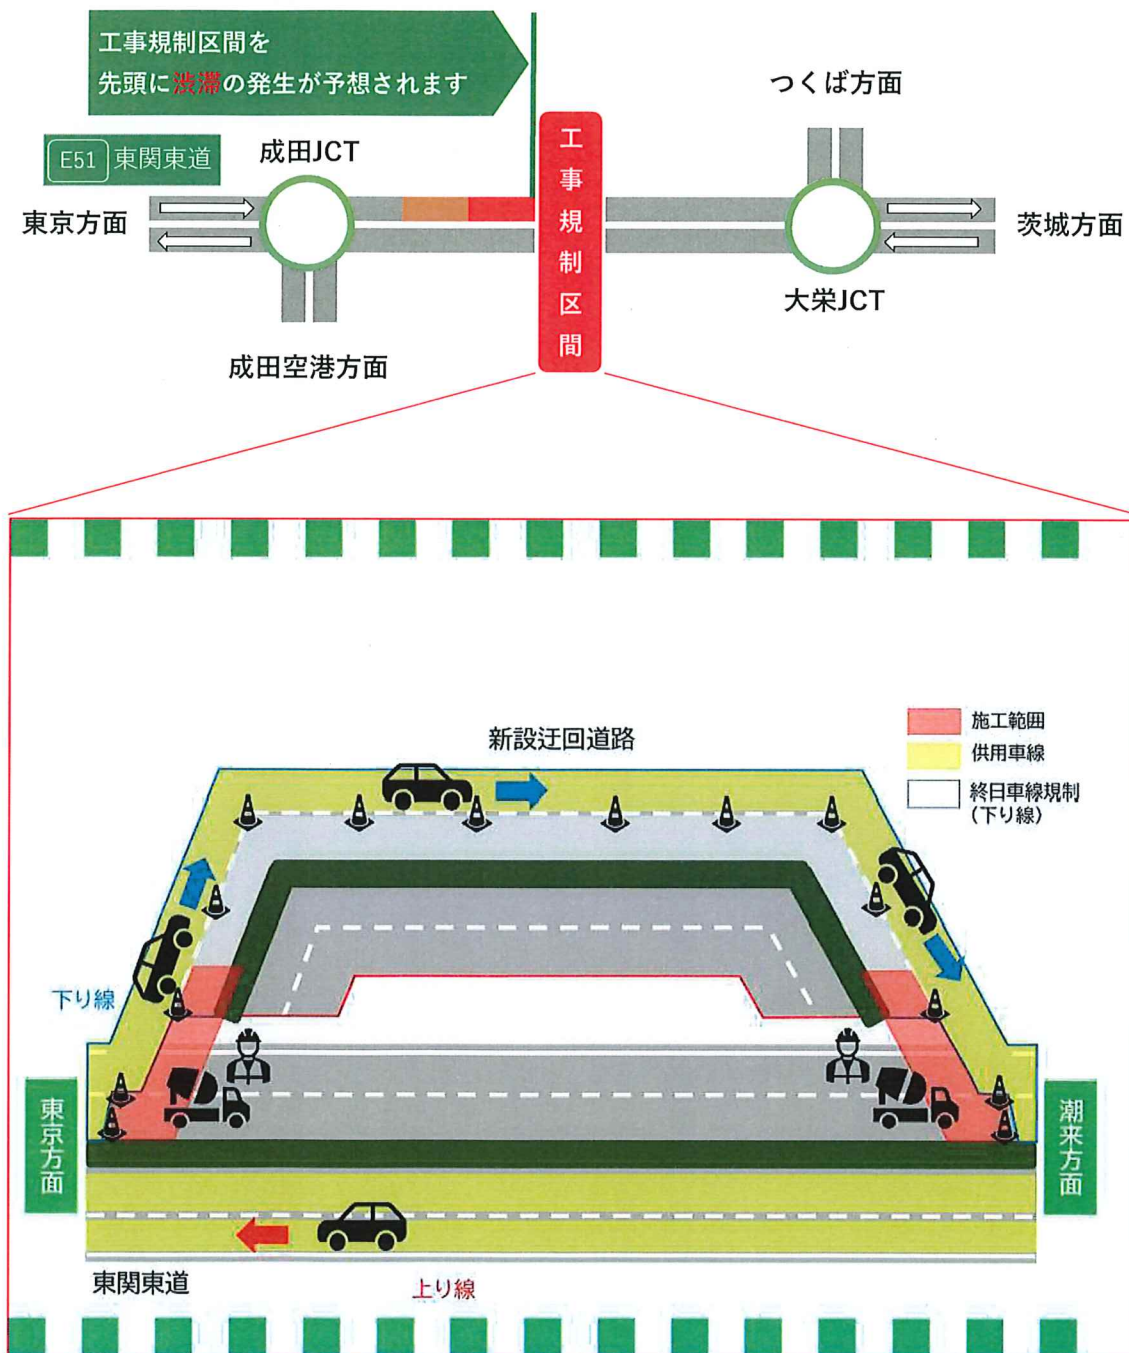 工事規制区間を
先頭に渋滞の発生が予想されます
つくば方面
E51 東関東道
成田JCT
工事規制区間
東京方面
茨城方面
大栄JCT
成田空港方面
施工範囲
新設迂回道路
供用車線
終日車線規制
(下り線)
下り線
東京方面
潮来方面
東関東道
上り線